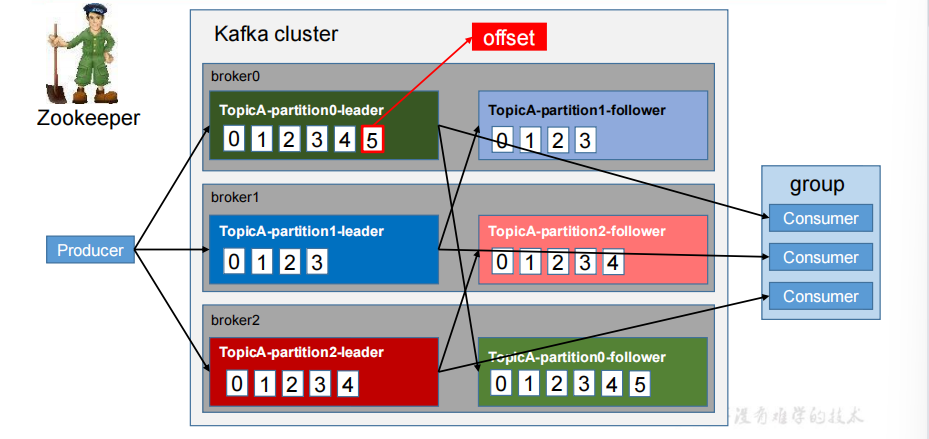 Kafka cluster
offset
Zookeeper
broker0
TopicA-partition0-leader
0 1 2 3 4 5
TopicA-partition1-follower
0 1 2 3
broker1
TopicA-partition1-leader
0 1 2 3
TopicA-partition2-follower
0 1 2 3 4
broker2
TopicA-partition2-leader
0 1 2 3 4
TopicA-partition0-follower
0 1 2 3 4 5
Producer
group
Consumer
Consumer
Consumer
没有难学的技术